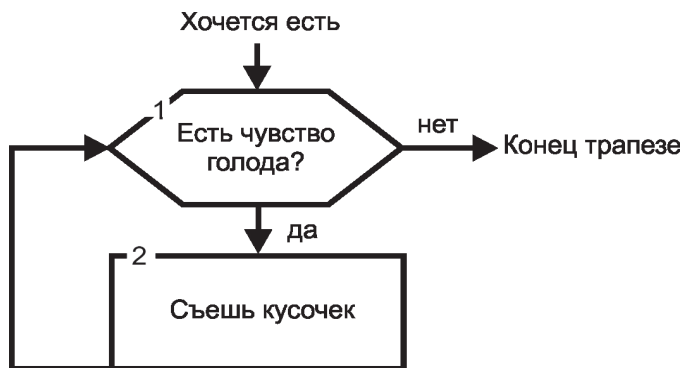 Хочется есть
1
Есть чувство
голода?
нет
Конец трапезе
да
2
Съешь кусочек